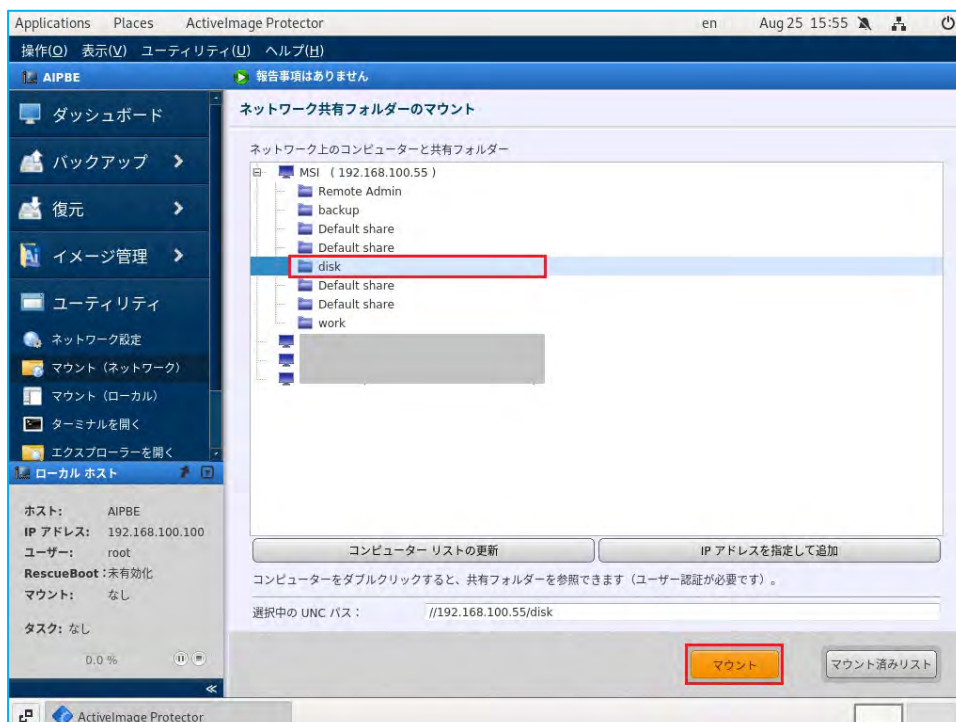 Applications Places ActiveImage Protector en Aug 25 15:55
操作(O) 表示(V) ユーティリティ(U) ヘルプ(H)
AIPBE
報告事項はありません
ダッシュボード
バックアップ
復元
イメージ管理
ユーティリティ
ネットワーク設定
マウント（ネットワーク）
マウント（ローカル）
ターミナルを開く
エクスプローラーを開く
ローカル ホスト
ホスト: AIPBE
IP アドレス: 192.168.100.100
ユーザー: root
RescueBoot：未有効化
マウント: なし
タスク: なし
0.0 %
ネットワーク共有フォルダーのマウント
ネットワーク上のコンピューターと共有フォルダー
MSI （ 192.168.100.55 ）
Remote Admin
backup
Default share
Default share
disk
Default share
Default share
work
コンピューター リストの更新
IP アドレスを指定して追加
コンピューターをダブルクリックすると、共有フォルダーを参照できます（ユーザー認証が必要です）。
選択中の UNC パス： //192.168.100.55/disk
マウント
マウント済みリスト
ActiveImage Protector